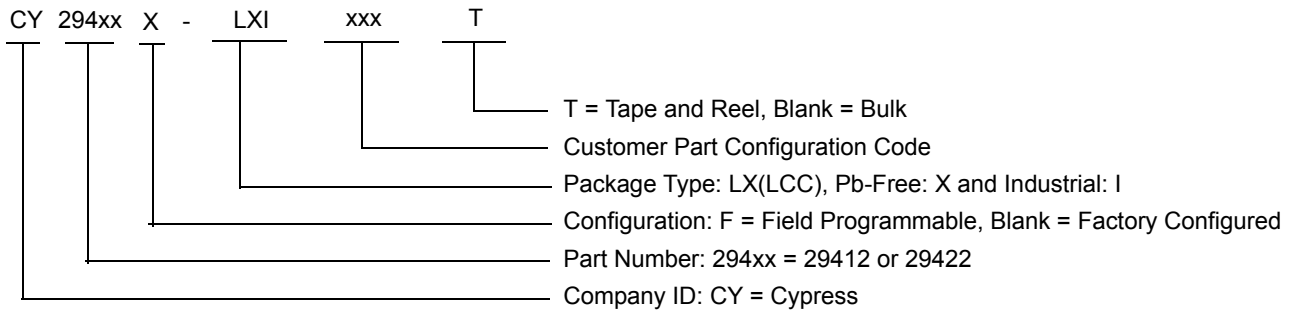 CY 294xx X - LXI xxx T
T = Tape and Reel, Blank = Bulk
Customer Part Configuration Code
Package Type: LX(LCC), Pb-Free: X and Industrial: I
Configuration: F = Field Programmable, Blank = Factory Configured
Part Number: 294xx = 29412 or 29422
Company ID: CY = Cypress